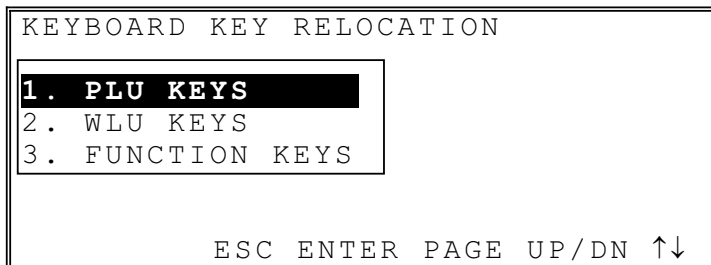 KEYBOARD KEY RELOCATION
1. PLU KEYS
2. WLU KEYS
3. FUNCTION KEYS
ESC ENTER PAGE UP/DN ↑↓